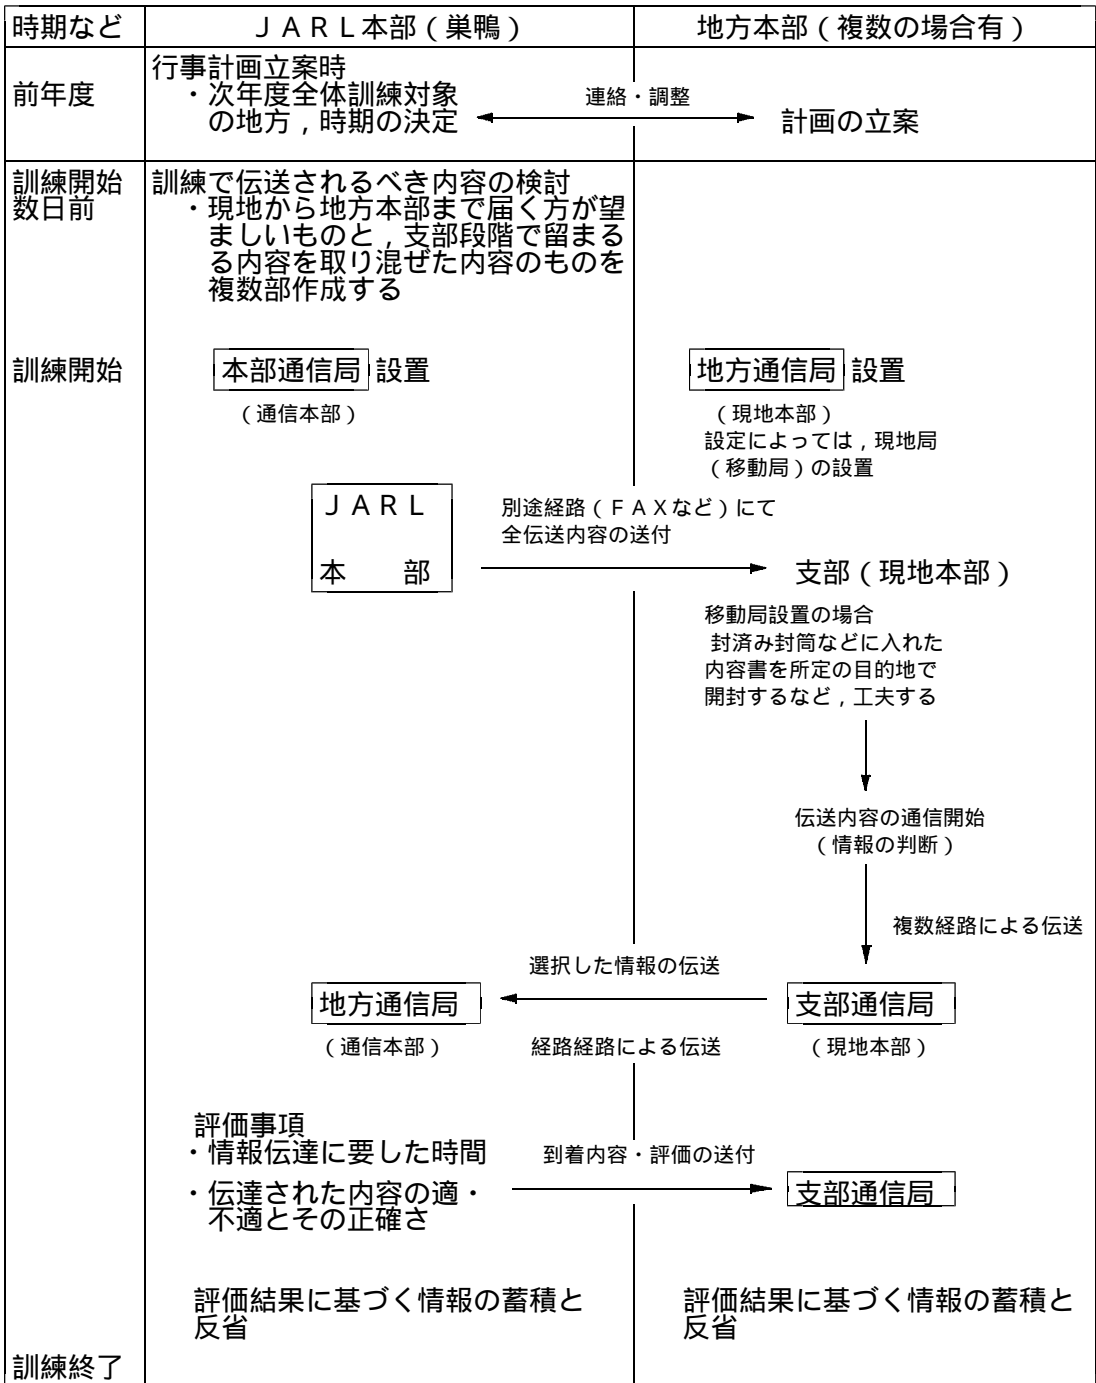 時期など
ＪＡＲＬ本部（巣鴨）
地方本部（複数の場合有）
前年度
行事計画立案時
・次年度全体訓練対象
の地方，時期の決定
連絡・調整
計画の立案
訓練開始
数日前
訓練で伝送されるべき内容の検討
・現地から地方本部まで届く方が望
ましいものと，支部段階で留まる
る内容を取り混ぜた内容のものを
複数部作成する
訓練開始
本部通信局 設置
（通信本部）
地方通信局 設置
（現地本部）
設定によっては，現地局
（移動局）の設置
ＪＡＲＬ
本　　部
別途経路（ＦＡＸなど）にて
全伝送内容の送付
支部（現地本部）
移動局設置の場合
封済み封筒などに入れた
内容書を所定の目的地で
開封するなど，工夫する
伝送内容の通信開始
（情報の判断）
複数経路による伝送
選択した情報の伝送
地方通信局
支部通信局
（通信本部）
経路経路による伝送
（現地本部）
評価事項
・情報伝達に要した時間
・伝達された内容の適・
不適とその正確さ
到着内容・評価の送付
支部通信局
評価結果に基づく情報の蓄積と
反省
評価結果に基づく情報の蓄積と
反省
訓練終了